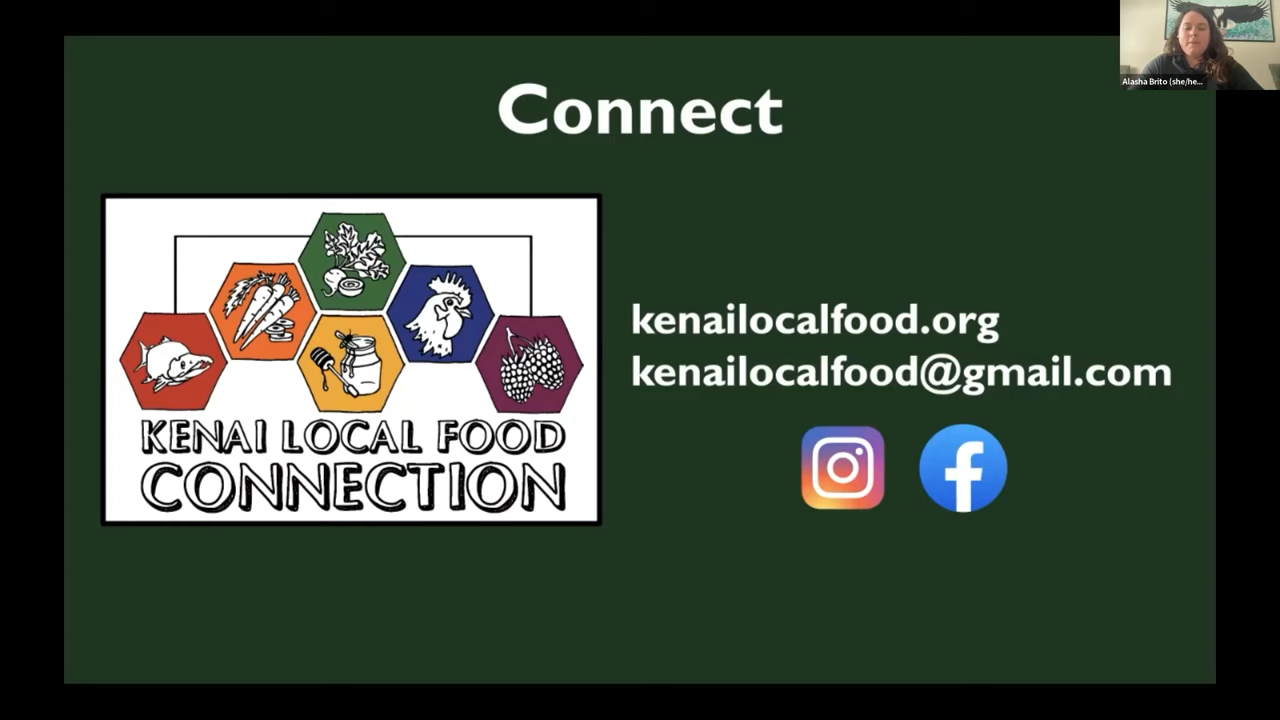 Alasha Brito (she/he...
Connect
KENAI LOCAL FOOD
CONNECTION
kenailocalfood.org
kenailocalfood@gmail.com